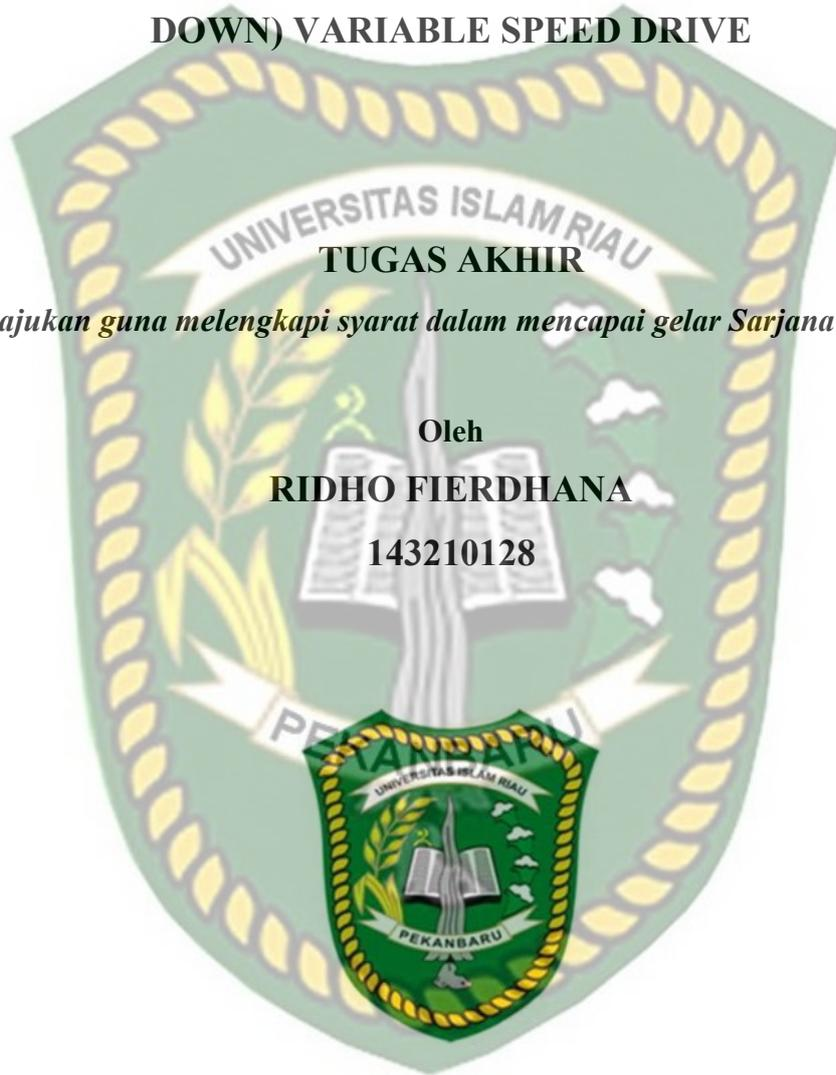 DOWN) VARIABLE SPEED DRIVE
UNIVERSITAS ISLAM RIAU
TUGAS AKHIR
ajukan guna melengkapi syarat dalam mencapai gelar Sarjana
Oleh
RIDHO FIERDHANA
143210128
PEKANBARU
UNIVERSITAS ISLAM RIAU
PEKANBARU